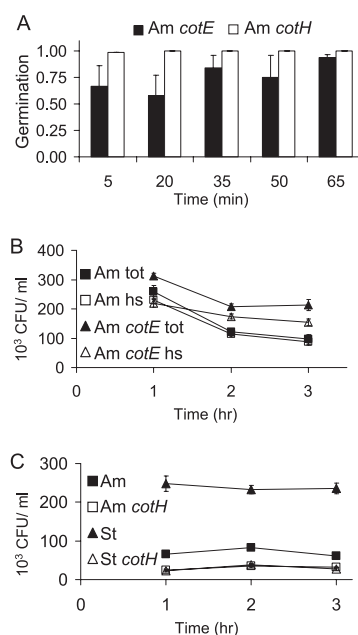 A
Am cotE Am cotH
Germination
1.00
0.75
0.50
0.25
0.00
5 20 35 50 65
Time (min)
B
10³ CFU/ ml
400
300
200
100
0
Am tot
Am hs
Am cotE tot
Am cotE hs
0 1 2 3
Time (hr)
C
10³ CFU/ ml
300
200
100
0
Am
Am cotH
St
St cotH
0 1 2 3
Time (hr)